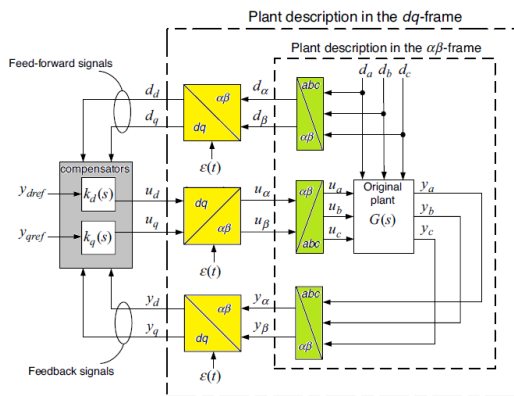 Plant description in the dq-frame
Plant description in the αβ-frame
Feed-forward signals
d_d
d_q
αβ
dq
ε(t)
d_α
d_β
abc
αβ
d_a d_b d_c
compensators
y_dref
k_d(s)
y_qref
k_q(s)
u_d
u_q
dq
αβ
ε(t)
u_α
u_β
αβ
abc
u_a
u_b
u_c
Original
plant
G(s)
y_a
y_b
y_c
y_d
y_q
αβ
dq
ε(t)
y_α
y_β
abc
αβ
Feedback signals